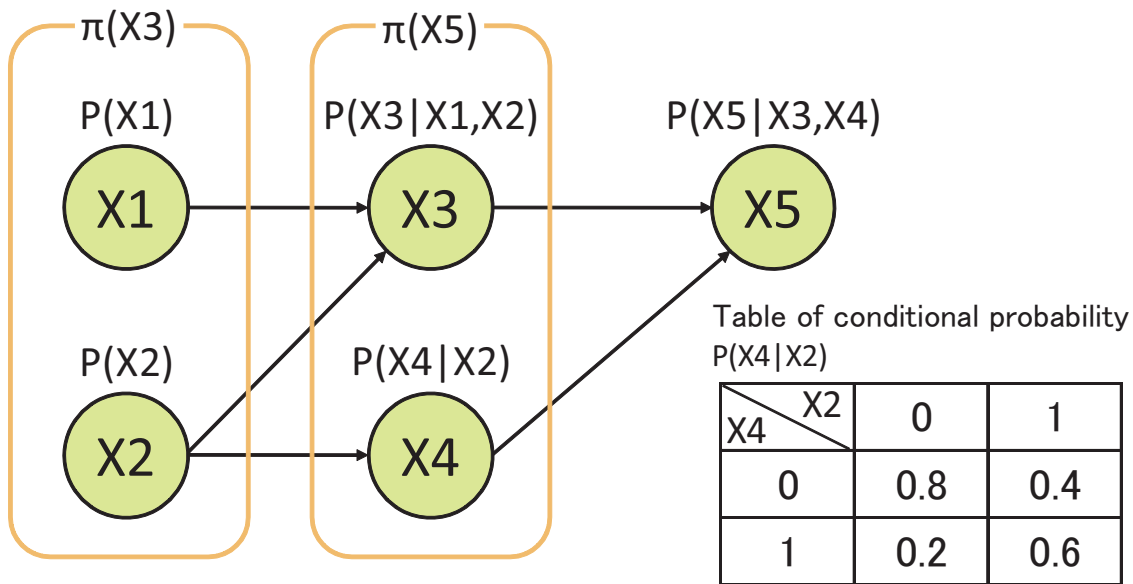 π(X3)
π(X5)
P(X1)
P(X3|X1,X2)
P(X5|X3,X4)
X1
X3
X5
P(X2)
P(X4|X2)
X2
X4
Table of conditional probability
P(X4|X2)
X2
X4
0
1
0
0.8
0.4
1
0.2
0.6